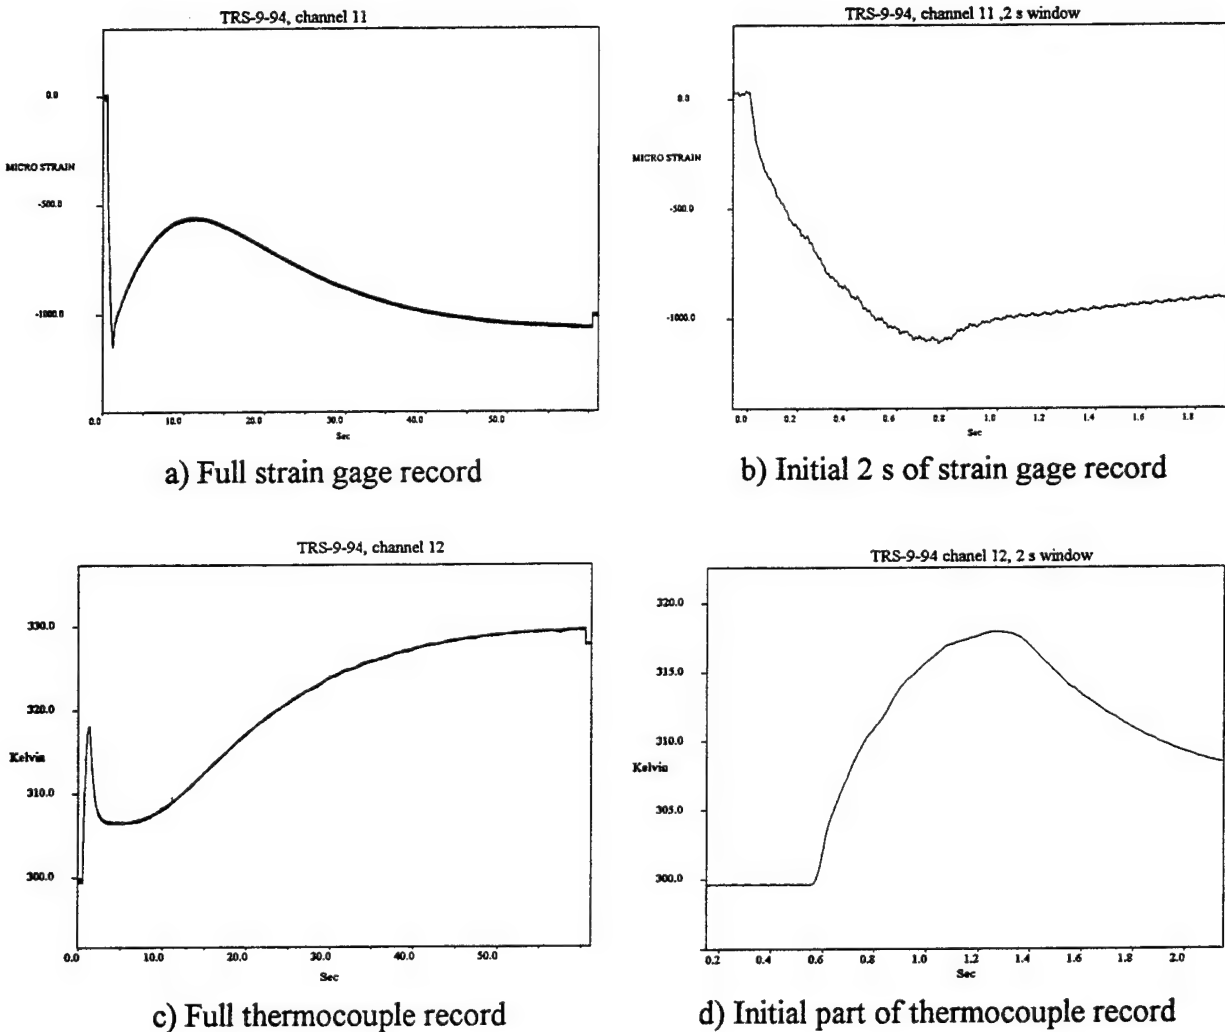 TRS-9-94, channel 11
0.0
MICRO STRAIN
-500.0
-1000.0
0.0 10.0 20.0 30.0 40.0 50.0
Sec
a) Full strain gage record
TRS-9-94, channel 11 ,2 s window
0.0
MICRO STRAIN
-500.0
-1000.0
0.0 0.2 0.4 0.6 0.8 1.0 1.2 1.4 1.6 1.8
Sec
b) Initial 2 s of strain gage record
TRS-9-94, channel 12
330.0
320.0
Kelvin
310.0
300.0
0.0 10.0 20.0 30.0 40.0 50.0
Sec
c) Full thermocouple record
TRS-9-94 chanel 12, 2 s window
320.0
315.0
310.0
Kelvin
305.0
300.0
0.2 0.4 0.6 0.8 1.0 1.2 1.4 1.6 1.8 2.0
Sec
d) Initial part of thermocouple record